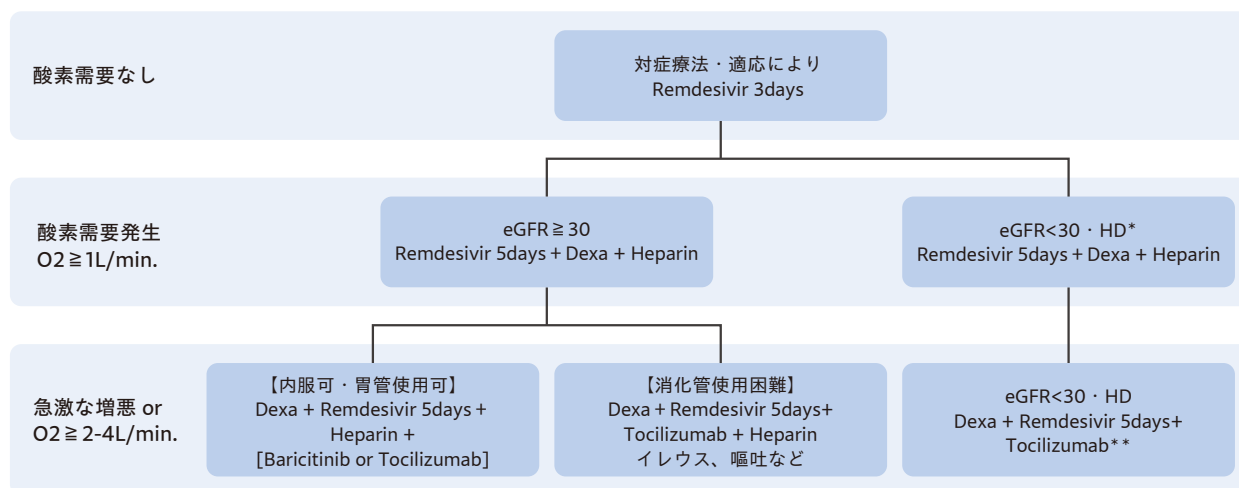 酸素需要なし
対症療法・適応により
Remdesivir 3days
酸素需要発生
O2≧1L/min.
eGFR≧30
Remdesivir 5days+Dexa + Heparin
eGFR<30・HD*
Remdesivir 5days+Dexa + Heparin
急激な増悪 or
O2≧2-4L/min.
【内服可・胃管使用可】
Dexa + Remdesivir 5days +
Heparin +
[Baricitinib or Tocilizumab]
【消化管使用困難】
Dexa + Remdesivir 5days+
Tocilizumab + Heparin
イレウス、嘔吐など
eGFR<30・HD
Dexa + Remdesivir 5days+
Tocilizumab**